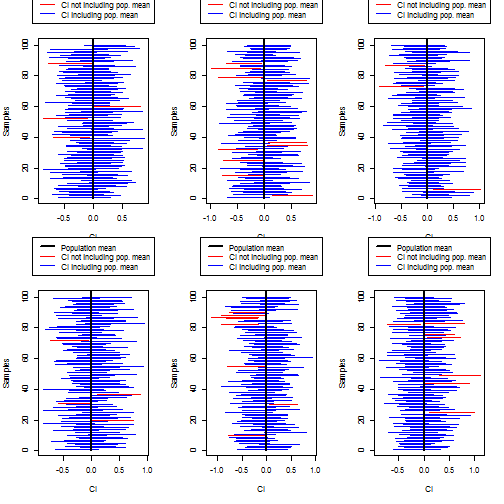 CI not including pop. mean
CI including pop. mean
CI not including pop. mean
CI including pop. mean
CI not including pop. mean
CI including pop. mean
Samples
0 20 40 60 80 100
-0.5 0.0 0.5
CI
Samples
0 20 40 60 80 100
-1.0 -0.5 0.0 0.5
CI
Samples
0 20 40 60 80 100
-1.0 -0.5 0.0 0.5 1.0
CI
Population mean
CI not including pop. mean
CI including pop. mean
Population mean
CI not including pop. mean
CI including pop. mean
Population mean
CI not including pop. mean
CI including pop. mean
Samples
0 20 40 60 80 100
-0.5 0.0 0.5 1.0
CI
Samples
0 20 40 60 80 100
-1.0 -0.5 0.0 0.5 1.0
CI
Samples
0 20 40 60 80 100
-0.5 0.0 0.5 1.0
CI